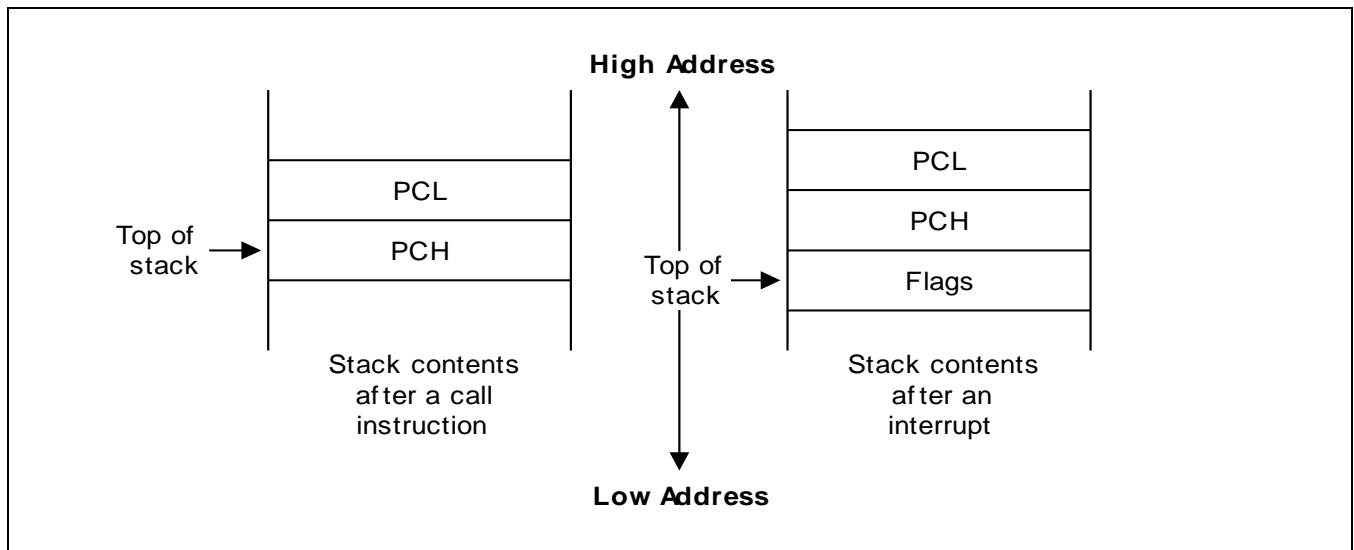 High Address
PCL
PCH
Top of
stack
Stack contents
after a call
instruction
Top of
stack
PCL
PCH
Flags
Stack contents
after an
interrupt
Low Address